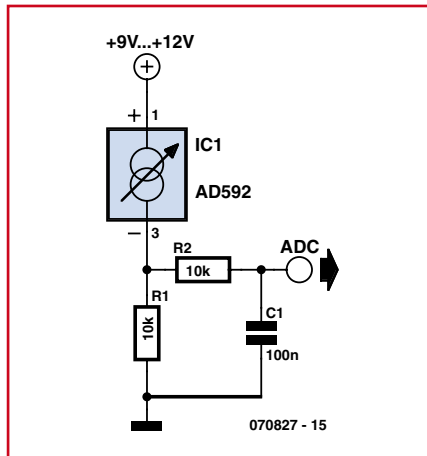 +9V...+12V
+
1
IC1
AD592
−
3
R2
ADC
10k
R1
10k
C1
100n
070827 - 15